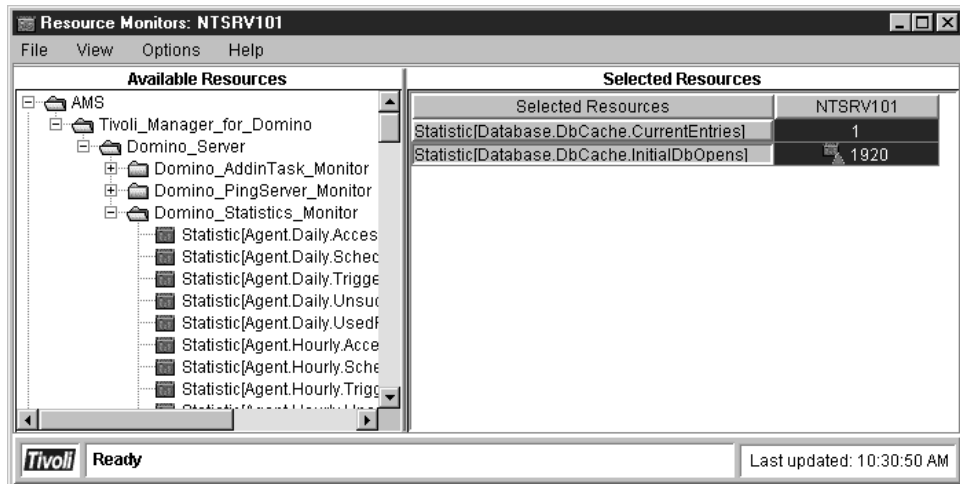 Resource Monitors: NTSRV101
File View Options Help
Available Resources
Selected Resources
AMS
Tivoli_Manager_for_Domino
Domino_Server
Domino_AddinTask_Monitor
Domino_PingServer_Monitor
Domino_Statistics_Monitor
Statistic[Agent.Daily.Acces
Statistic[Agent.Daily.Schec
Statistic[Agent.Daily.Trigge
Statistic[Agent.Daily.Unsuc
Statistic[Agent.Daily.UsedF
Statistic[Agent.Hourly.Acce
Statistic[Agent.Hourly.Sche
Statistic[Agent.Hourly.Trigg
Selected Resources NTSRV101
Statistic[Database.DbCache.CurrentEntries] 1
Statistic[Database.DbCache.InitialDbOpens] 1920
Tivoli Ready
Last updated: 10:30:50 AM